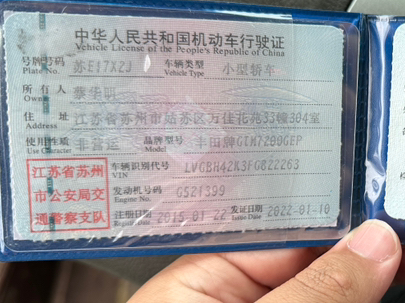 中华人民共和国机动车行驶证
Vehicle License of the People's Republic of China
号牌号码 苏E17X2J 车辆类型 小型轿车
Plate No. Vehicle Type
所有人
Owner
住址 江苏省苏州市姑苏区万佳花苑33幢304室
Address
使用性质 非营运 品牌型号 丰田牌GTM7200GEP
Use Character Model
江苏省苏州 车辆识别代号 LVGBH42K3FG822263
VIN
市公安局交 发动机号码 G521399
Engine No.
通警察支队 注册日期 2015-01-22 发证日期 2022-01-10
Register Date Issue Date